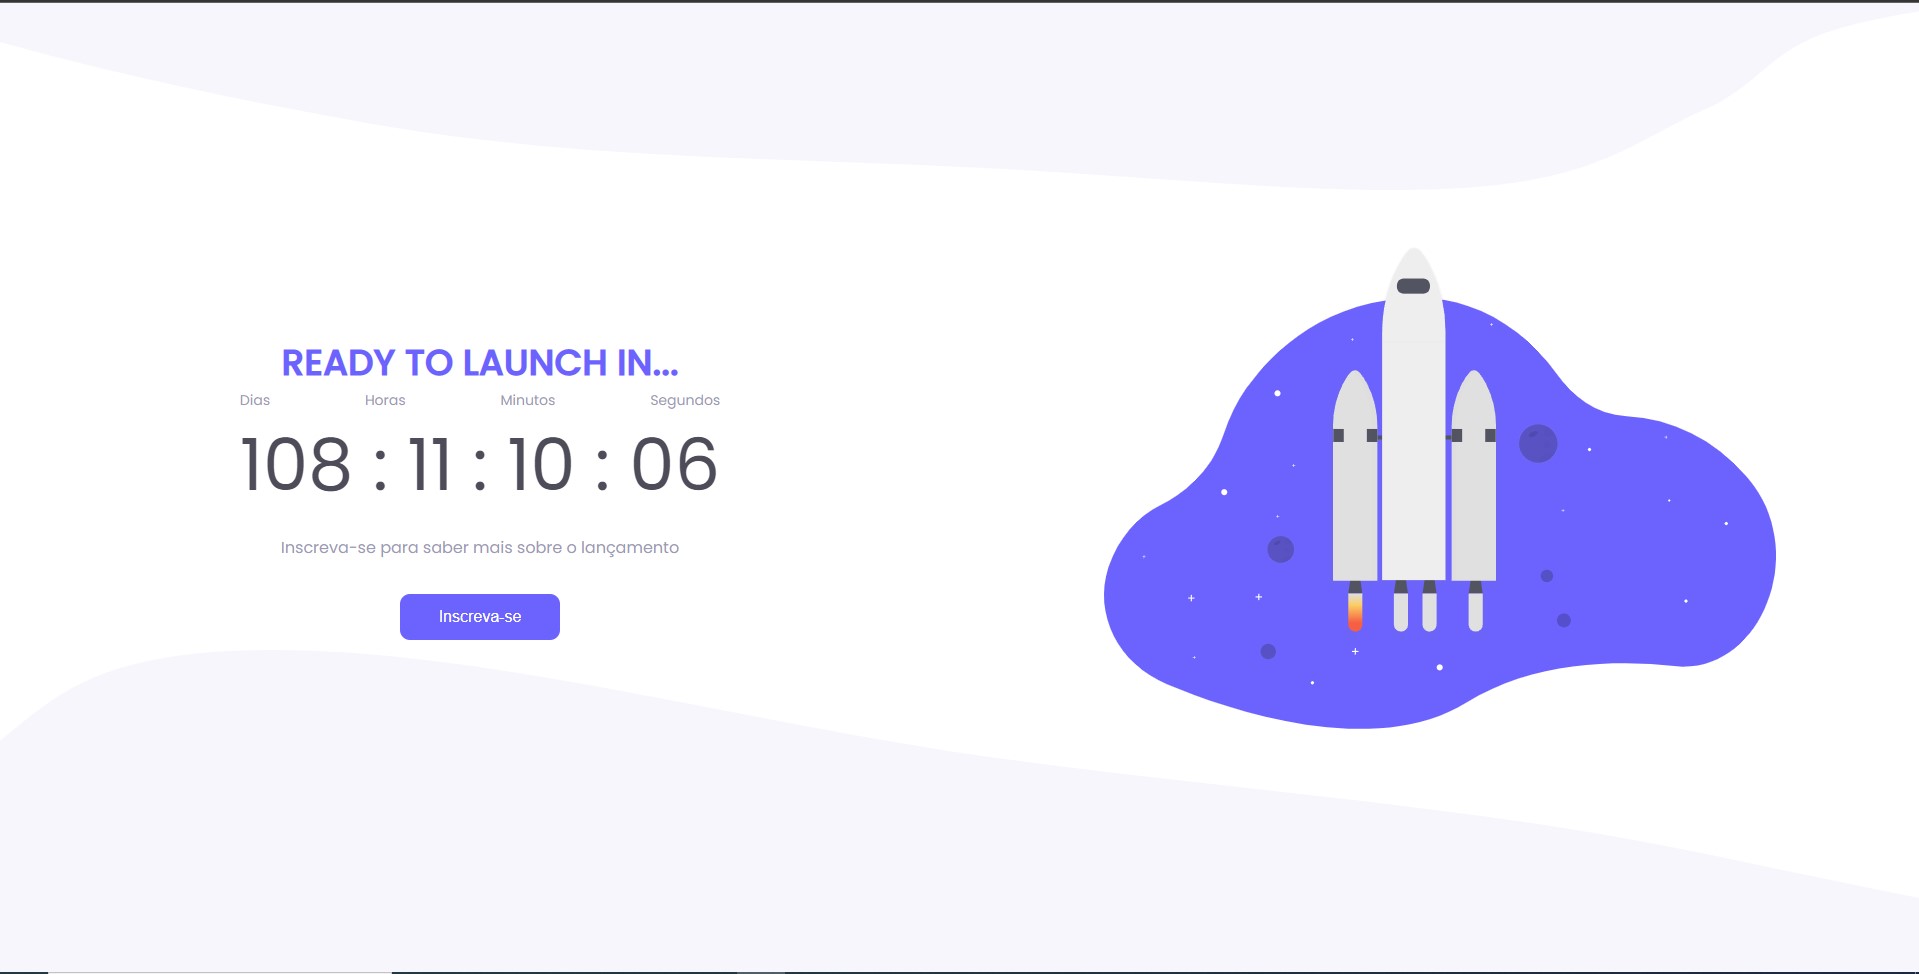 READY TO LAUNCH IN...
Dias Horas Minutos Segundos
108 : 11 : 10 : 06
Inscreva-se para saber mais sobre o lançamento
Inscreva-se